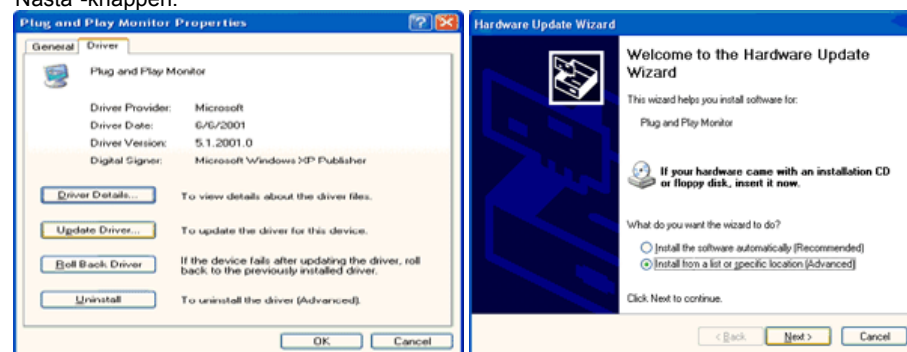 Nästa"-knappen.
Plug and Play Monitor Properties
General Driver
Plug and Play Monitor
Driver Provider: Microsoft
Driver Date: 6/6/2001
Driver Version: 5.1.2001.0
Digital Signer: Microsoft Windows XP Publisher
Driver Details... To view details about the driver files.
Update Driver... To update the driver for this device.
Roll Back Driver If the device fails after updating the driver, roll
back to the previously installed driver.
Uninstall To uninstall the driver (Advanced).
OK Cancel
Hardware Update Wizard
Welcome to the Hardware Update
Wizard
This wizard helps you install software for:
Plug and Play Monitor
If your hardware came with an installation CD
or floppy disk, insert it now.
What do you want the wizard to do?
Install the software automatically (Recommended)
Install from a list or specific location (Advanced)
Click Next to continue.
< Back Next > Cancel